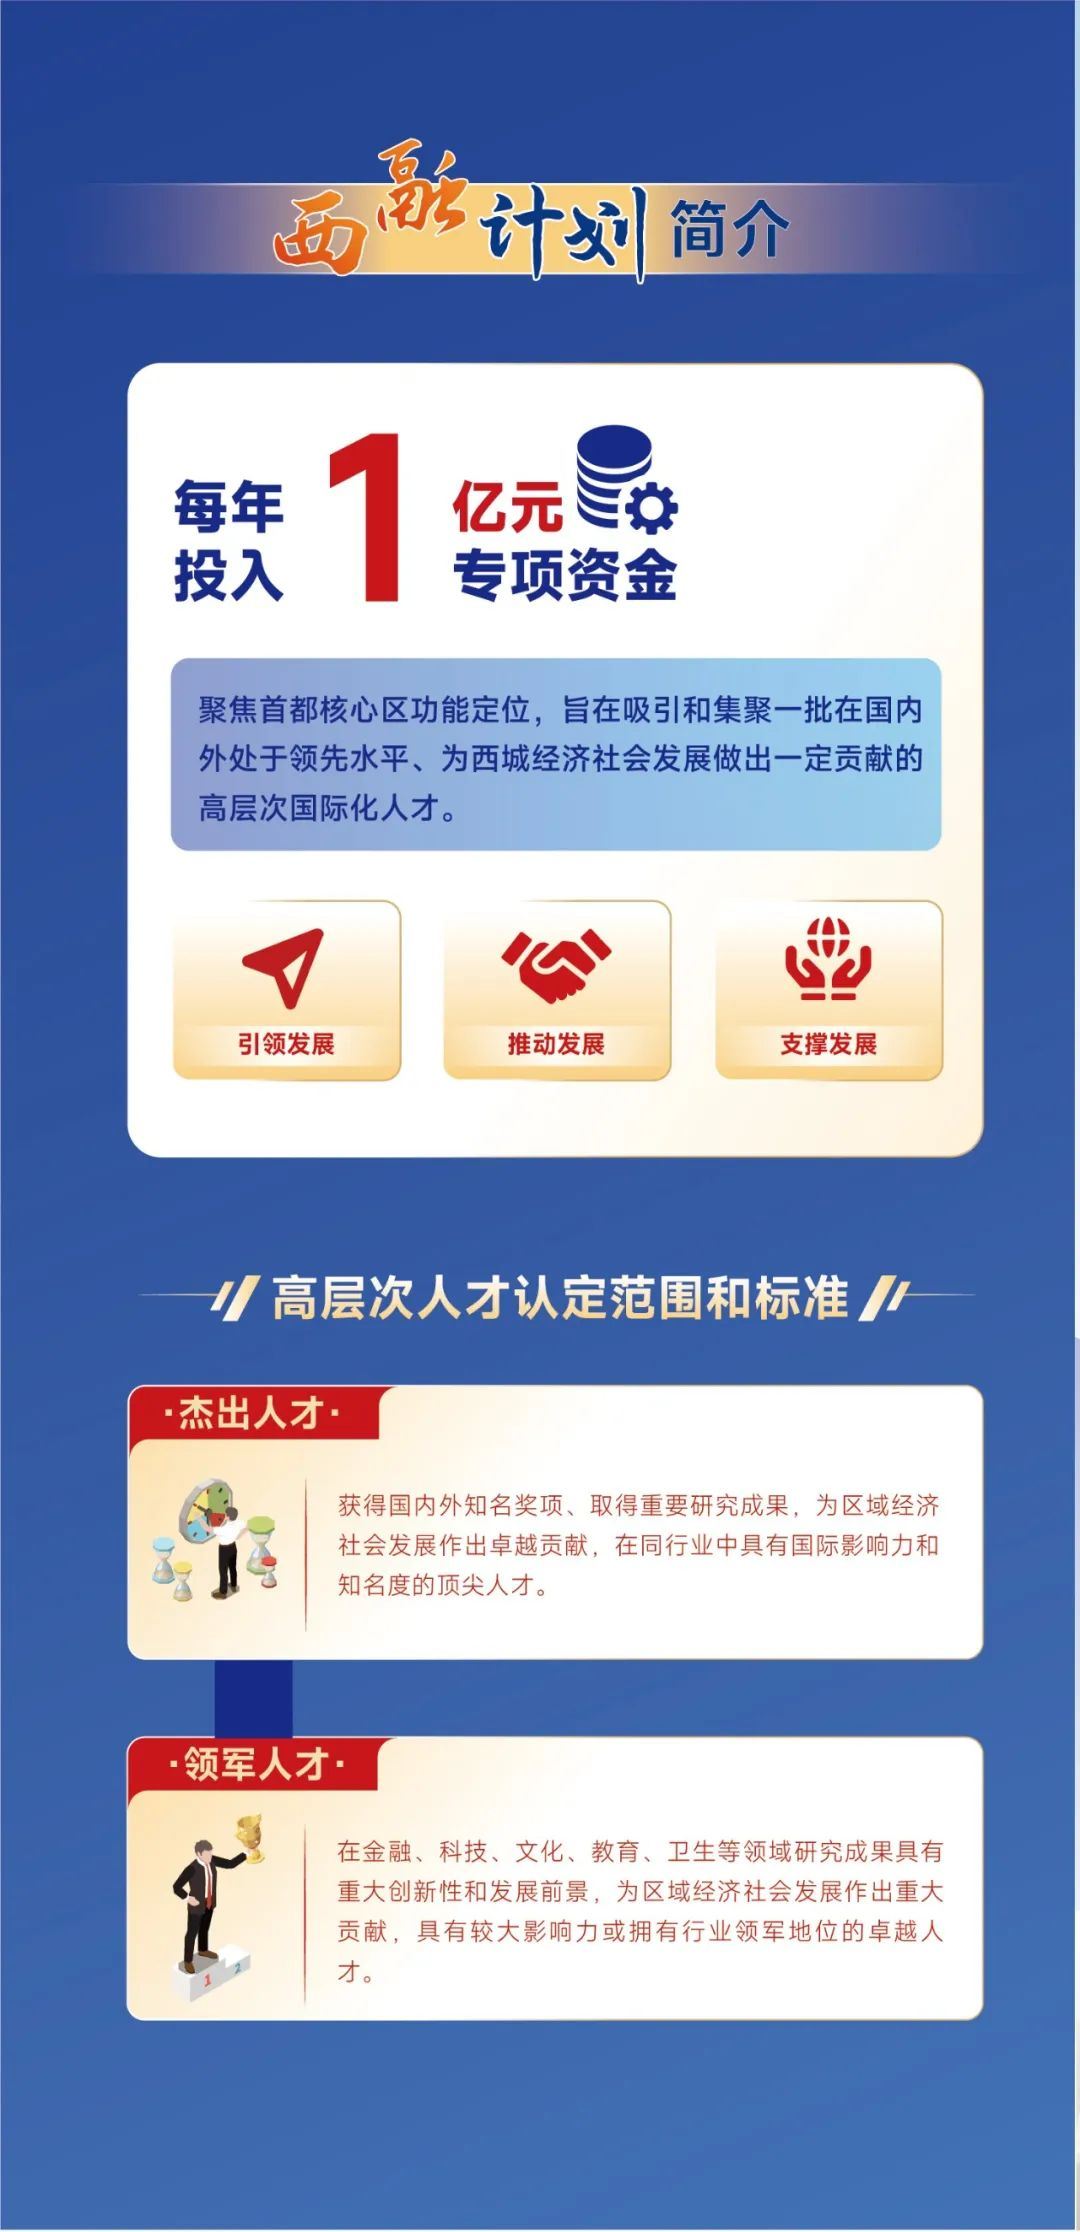 西融计划简介
每年
投入
1
亿元
专项资金
聚焦首都核心区功能定位，旨在吸引和集聚一批在国内
外处于领先水平、为西城经济社会发展做出一定贡献的
高层次国际化人才。
引领发展
推动发展
支撑发展
高层次人才认定范围和标准
·杰出人才·
获得国内外知名奖项、取得重要研究成果，为区域经济
社会发展作出卓越贡献，在同行业中具有国际影响力和
知名度的顶尖人才。
·领军人才·
在金融、科技、文化、教育、卫生等领域研究成果具有
重大创新性和发展前景，为区域经济社会发展作出重大
贡献，具有较大影响力或拥有行业领军地位的卓越人
才。
1
2